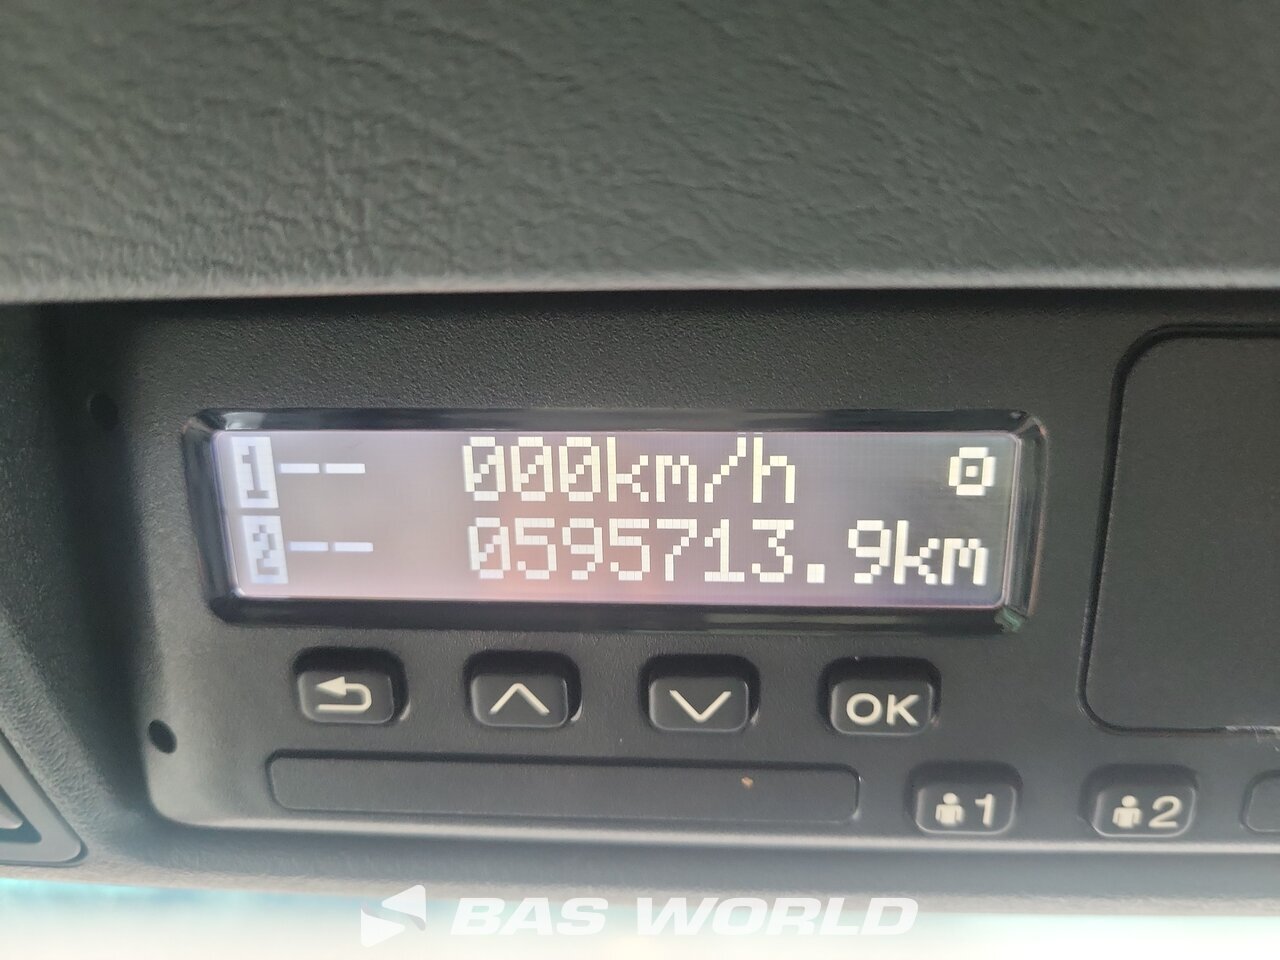 1-- 000km/h
2-- 0595713.9km
OK
1
2
BAS WORLD